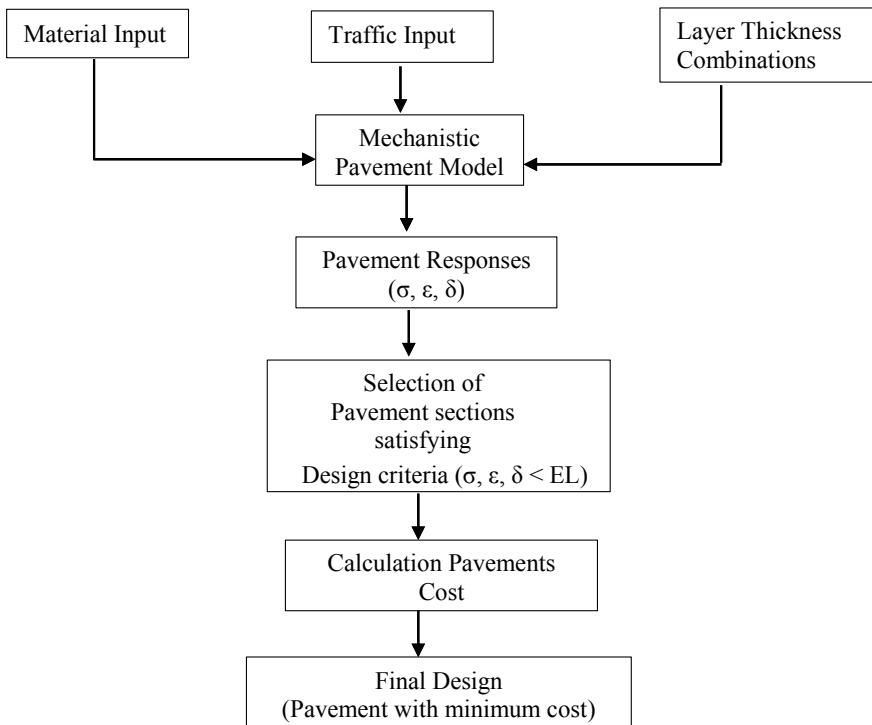 Material Input
Traffic Input
Layer Thickness
Combinations
Mechanistic
Pavement Model
Pavement Responses
(σ, ε, δ)
Selection of
Pavement sections
satisfying
Design criteria (σ, ε, δ < EL)
Calculation Pavements
Cost
Final Design
(Pavement with minimum cost)